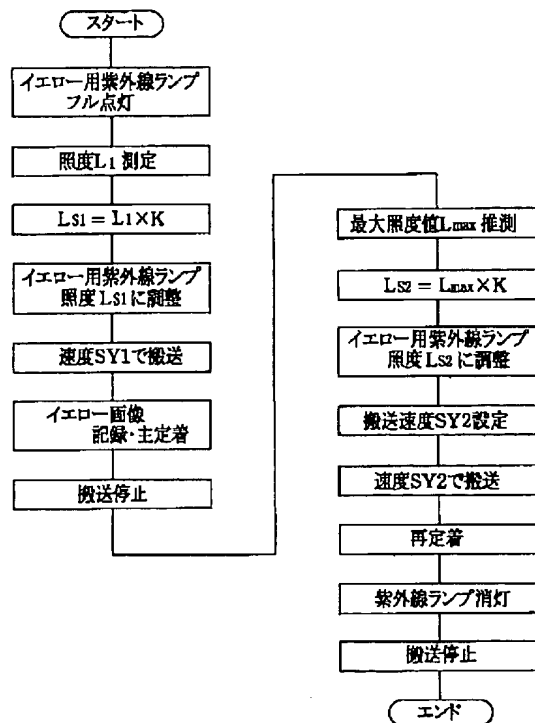 スタート
イエロー用紫外線ランプ
フル点灯
照度L1 測定
LS1 = L1×K
イエロー用紫外線ランプ
照度 LS1 に調整
速度SY1で搬送
イエロー画像
記録・主定着
搬送停止
最大照度値Lmax 推測
LS2 = Lmax×K
イエロー用紫外線ランプ
照度 LS2 に調整
搬送速度SY2設定
速度SY2で搬送
再定着
紫外線ランプ消灯
搬送停止
エンド